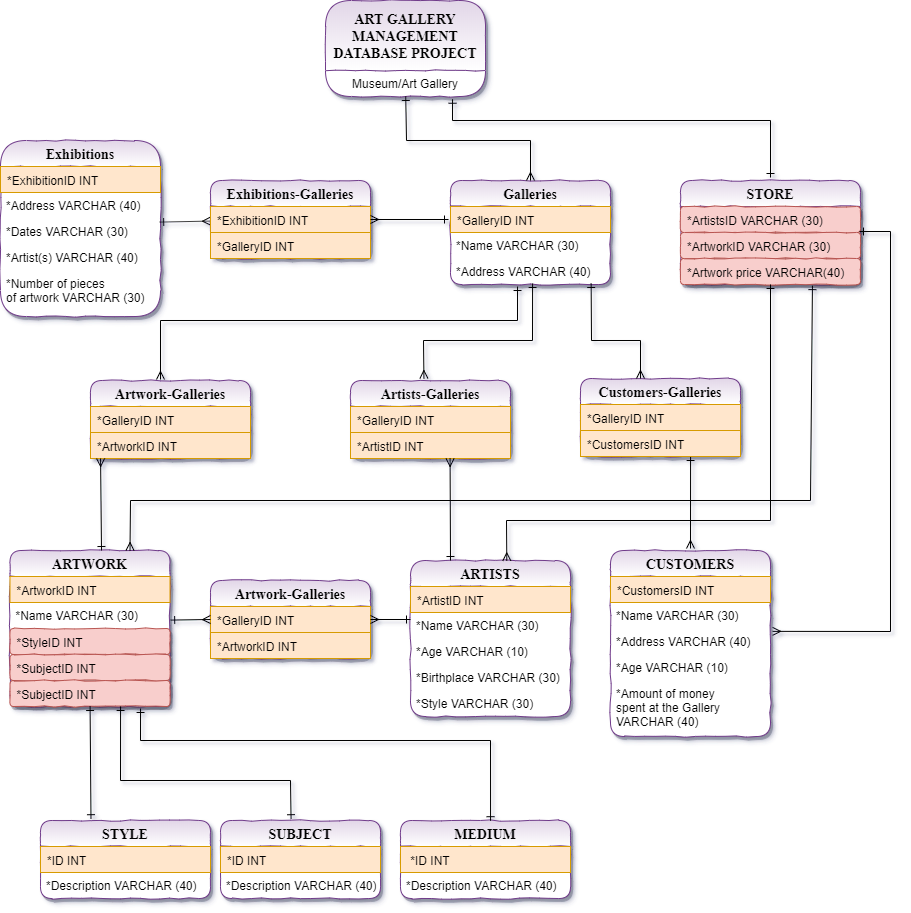 ART GALLERY
MANAGEMENT
DATABASE PROJECT
Museum/Art Gallery
Exhibitions
*ExhibitionID INT
*Address VARCHAR (40)
*Dates VARCHAR (30)
*Artist(s) VARCHAR (40)
*Number of pieces
of artwork VARCHAR (30)
Exhibitions-Galleries
*ExhibitionID INT
*GalleryID INT
Galleries
*GalleryID INT
*Name VARCHAR (30)
*Address VARCHAR (40)
STORE
*ArtistsID VARCHAR (30)
*ArtworkID VARCHAR (30)
*Artwork price VARCHAR(40)
Artwork-Galleries
*GalleryID INT
*ArtworkID INT
Artists-Galleries
*GalleryID INT
*ArtistID INT
Customers-Galleries
*GalleryID INT
*CustomersID INT
ARTWORK
*ArtworkID INT
*Name VARCHAR (30)
*StyleID INT
*SubjectID INT
*SubjectID INT
Artwork-Galleries
*GalleryID INT
*ArtworkID INT
ARTISTS
*ArtistID INT
*Name VARCHAR (30)
*Age VARCHAR (10)
*Birthplace VARCHAR (30)
*Style VARCHAR (30)
CUSTOMERS
*CustomersID INT
*Name VARCHAR (30)
*Address VARCHAR (40)
*Age VARCHAR (10)
*Amount of money
spent at the Gallery
VARCHAR (40)
STYLE
*ID INT
*Description VARCHAR (40)
SUBJECT
*ID INT
*Description VARCHAR (40)
MEDIUM
*ID INT
*Description VARCHAR (40)